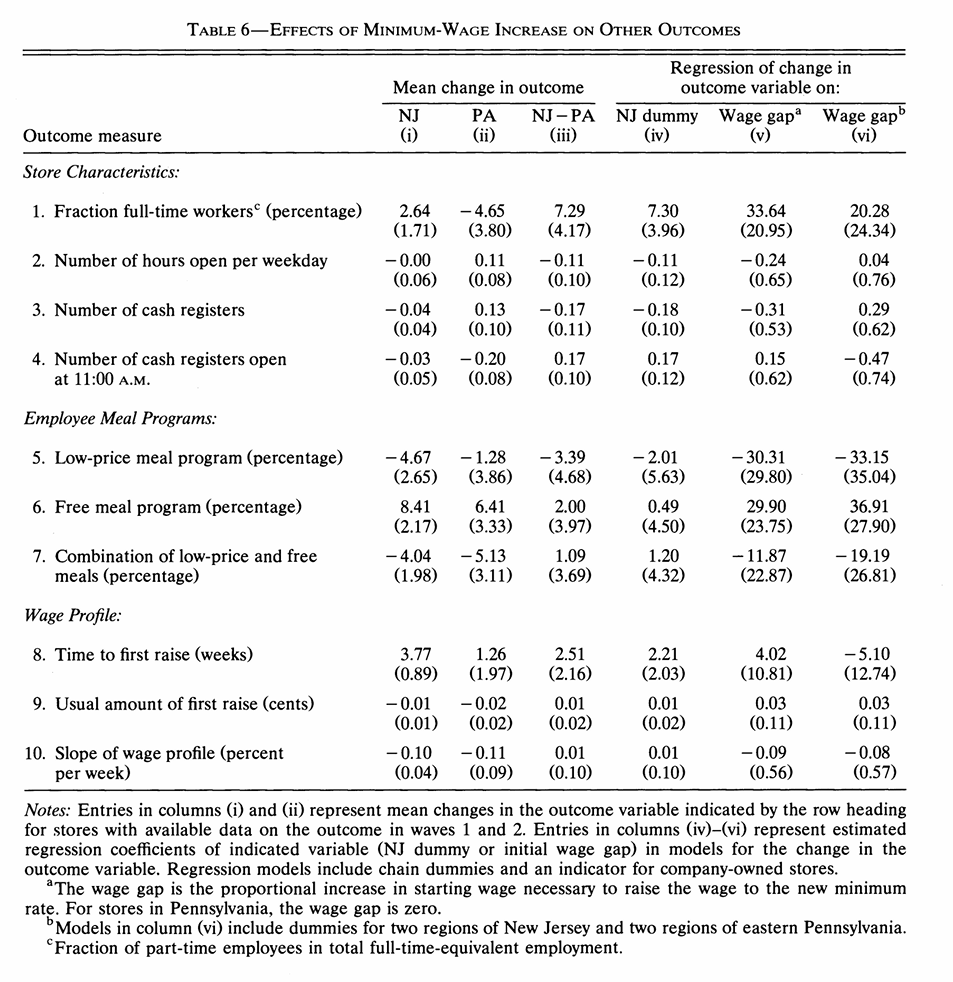 TABLE 6—EFFECTS OF MINIMUM-WAGE INCREASE ON OTHER OUTCOMES
Regression of change in
Mean change in outcome outcome variable on:
NJ PA NJ − PA NJ dummy Wage gapᵃ Wage gapᵇ
Outcome measure (i) (ii) (iii) (iv) (v) (vi)
Store Characteristics:
1. Fraction full-time workersᶜ (percentage) 2.64 −4.65 7.29 7.30 33.64 20.28
(1.71) (3.80) (4.17) (3.96) (20.95) (24.34)
2. Number of hours open per weekday −0.00 0.11 −0.11 −0.11 −0.24 0.04
(0.06) (0.08) (0.10) (0.12) (0.65) (0.76)
3. Number of cash registers −0.04 0.13 −0.17 −0.18 −0.31 0.29
(0.04) (0.10) (0.11) (0.10) (0.53) (0.62)
4. Number of cash registers open −0.03 −0.20 0.17 0.17 0.15 −0.47
at 11:00 A.M. (0.05) (0.08) (0.10) (0.12) (0.62) (0.74)
Employee Meal Programs:
5. Low-price meal program (percentage) −4.67 −1.28 −3.39 −2.01 −30.31 −33.15
(2.65) (3.86) (4.68) (5.63) (29.80) (35.04)
6. Free meal program (percentage) 8.41 6.41 2.00 0.49 29.90 36.91
(2.17) (3.33) (3.97) (4.50) (23.75) (27.90)
7. Combination of low-price and free −4.04 −5.13 1.09 1.20 −11.87 −19.19
meals (percentage) (1.98) (3.11) (3.69) (4.32) (22.87) (26.81)
Wage Profile:
8. Time to first raise (weeks) 3.77 1.26 2.51 2.21 4.02 −5.10
(0.89) (1.97) (2.16) (2.03) (10.81) (12.74)
9. Usual amount of first raise (cents) −0.01 −0.02 0.01 0.01 0.03 0.03
(0.01) (0.02) (0.02) (0.02) (0.11) (0.11)
10. Slope of wage profile (percent −0.10 −0.11 0.01 0.01 −0.09 −0.08
per week) (0.04) (0.09) (0.10) (0.10) (0.56) (0.57)
Notes: Entries in columns (i) and (ii) represent mean changes in the outcome variable indicated by the row heading
for stores with available data on the outcome in waves 1 and 2. Entries in columns (iv)–(vi) represent estimated
regression coefficients of indicated variable (NJ dummy or initial wage gap) in models for the change in the
outcome variable. Regression models include chain dummies and an indicator for company-owned stores.
ᵃThe wage gap is the proportional increase in starting wage necessary to raise the wage to the new minimum
rate. For stores in Pennsylvania, the wage gap is zero.
ᵇModels in column (vi) include dummies for two regions of New Jersey and two regions of eastern Pennsylvania.
ᶜFraction of part-time employees in total full-time-equivalent employment.